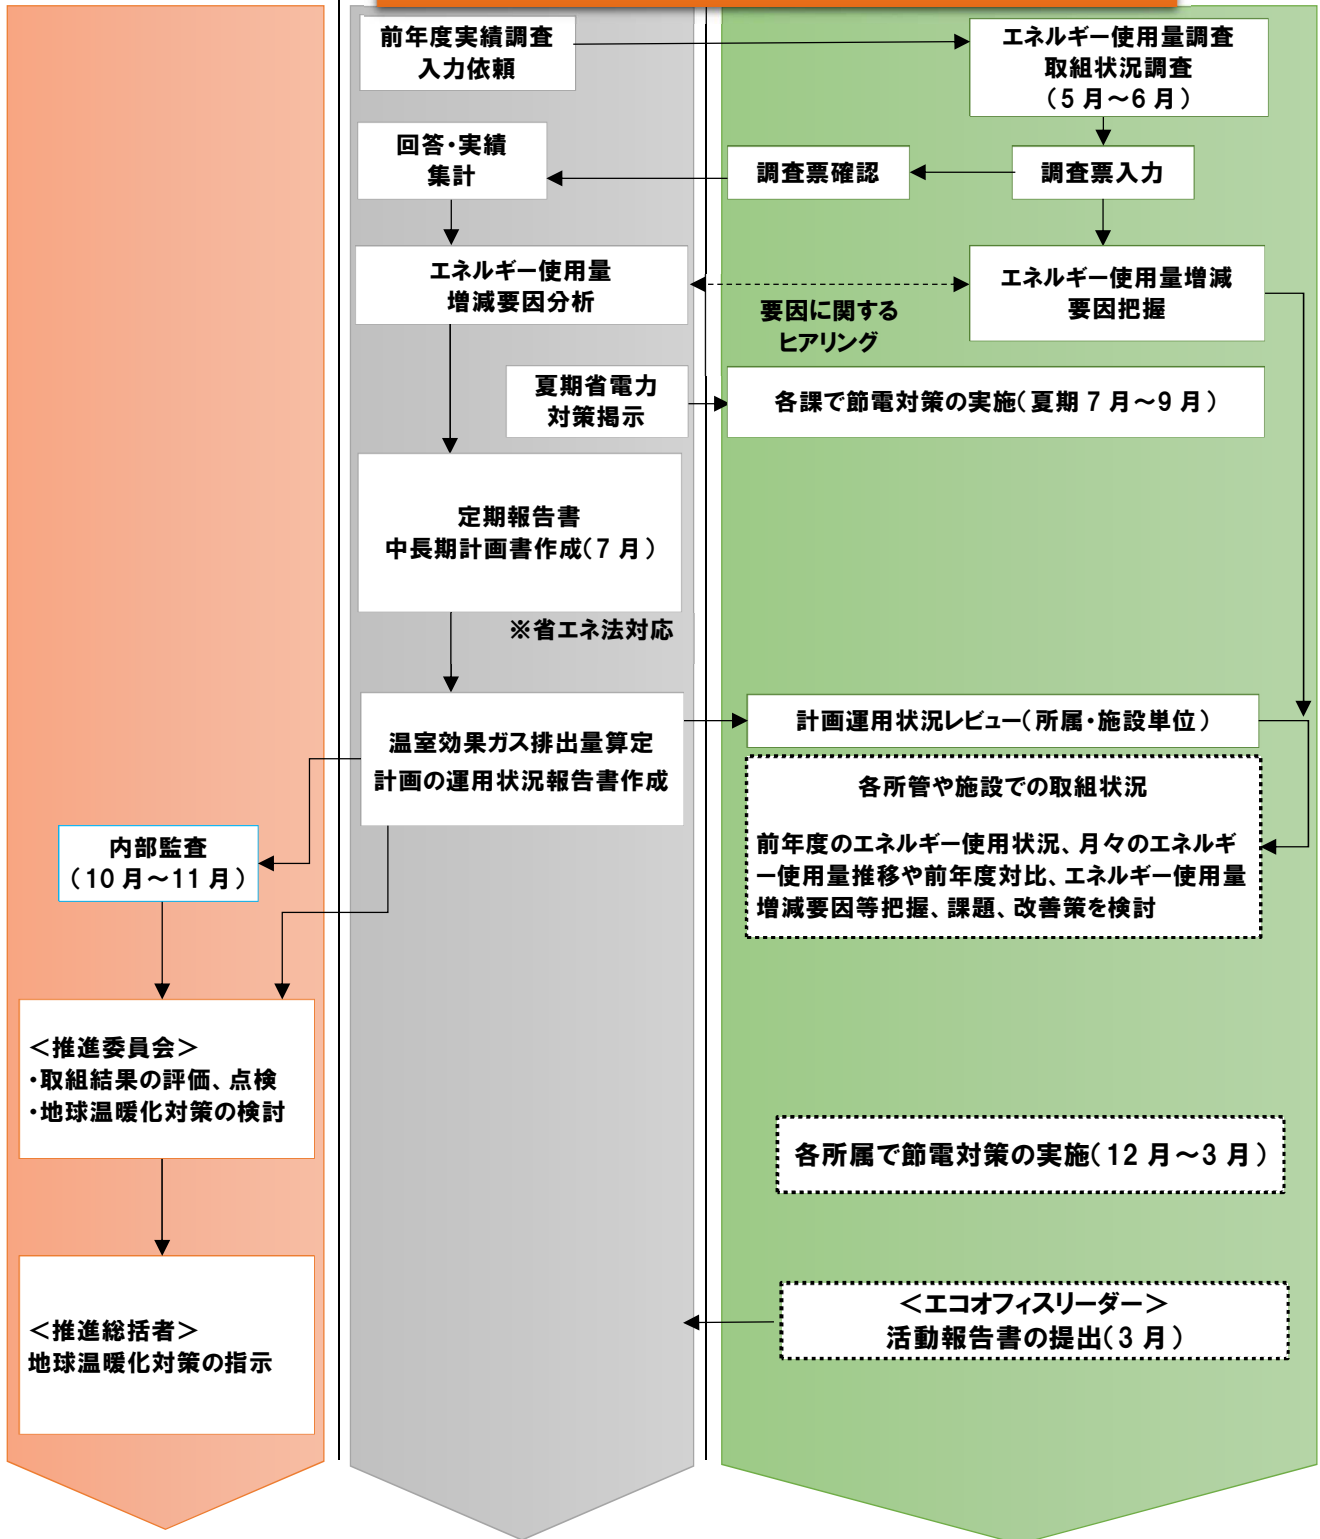 前年度実績調査
入力依頼
エネルギー使用量調査
取組状況調査
（5月～6月）
回答・実績
集計
調査票確認
調査票入力
エネルギー使用量
増減要因分析
要因に関する
ヒアリング
エネルギー使用量増減
要因把握
夏期省電力
対策掲示
各課で節電対策の実施（夏期7月～9月）
定期報告書
中長期計画書作成（7月）
※省エネ法対応
温室効果ガス排出量算定
計画の運用状況報告書作成
計画運用状況レビュー（所属・施設単位）
各所管や施設での取組状況
前年度のエネルギー使用状況、月々のエネルギ
ー使用量推移や前年度対比、エネルギー使用量
増減要因等把握、課題、改善策を検討
内部監査
（10月～11月）
＜推進委員会＞
・取組結果の評価、点検
・地球温暖化対策の検討
各所属で節電対策の実施（12月～3月）
＜エコオフィスリーダー＞
活動報告書の提出（3月）
＜推進総括者＞
地球温暖化対策の指示